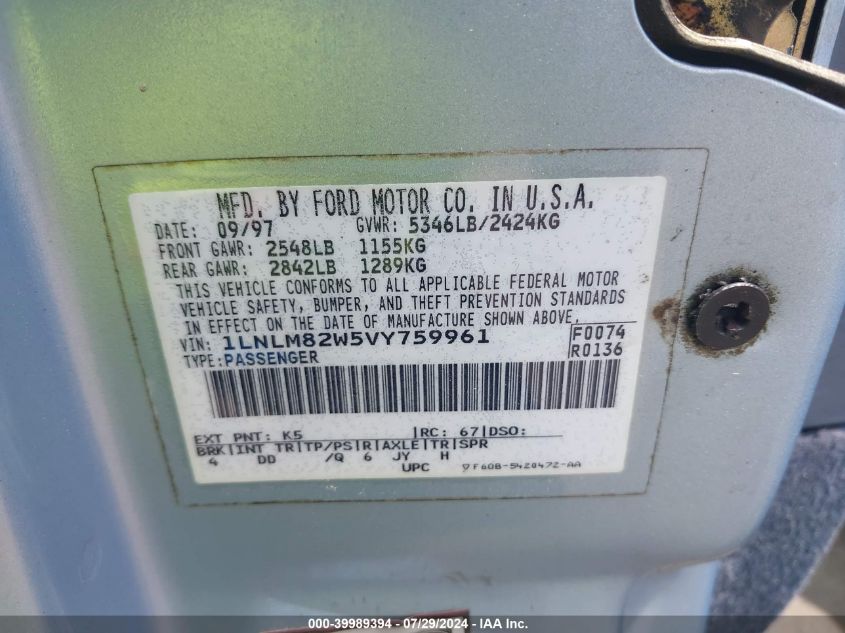 MFD. BY FORD MOTOR CO. IN U.S.A.
DATE: 09/97 GVWR: 5346LB/2424KG
FRONT GAWR: 2548LB 1155KG
REAR GAWR: 2842LB 1289KG
THIS VEHICLE CONFORMS TO ALL APPLICABLE FEDERAL MOTOR
VEHICLE SAFETY, BUMPER, AND THEFT PREVENTION STANDARDS
IN EFFECT ON THE DATE OF MANUFACTURE SHOWN ABOVE.
VIN: 1LNLM82W5VY759961 F0074
TYPE: PASSENGER R0136
EXT PNT: K5 |RC: 67|DSO:
BRK|INT TR|TP/PS|R|AXLE|TR|SPR
4 DD /Q 6 JY H
UPC F60B-5420472-AA
000-39989394 / 07/29/2024 / IAA Inc.